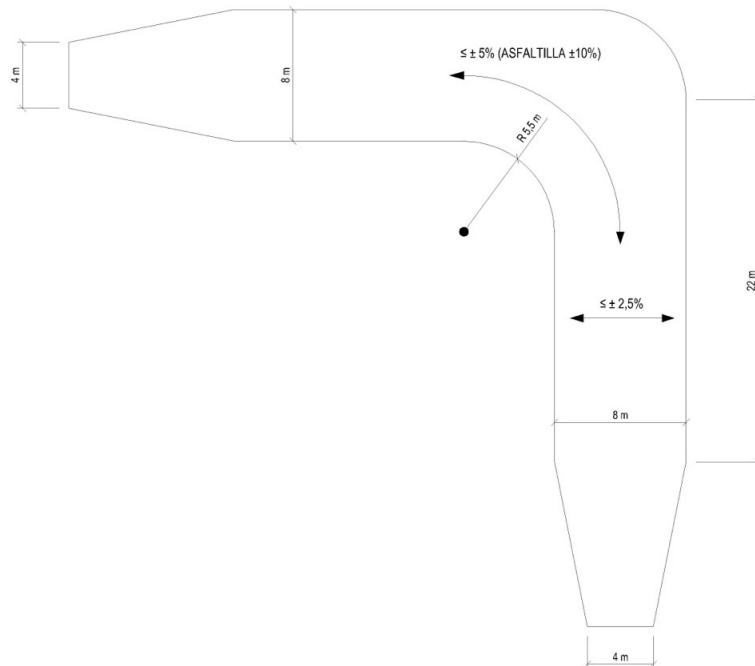 ≤ ± 5% (ASFALTILLA ±10%)
4 m
8 m
R 5,5 m
22 m
≤ ± 2,5%
8 m
4 m